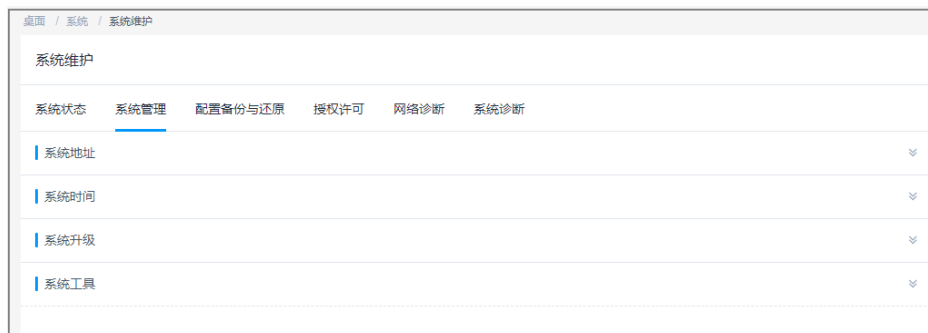 桌面 / 系统 / 系统维护
系统维护
系统状态 系统管理 配置备份与还原 授权许可 网络诊断 系统诊断
系统地址
系统时间
系统升级
系统工具